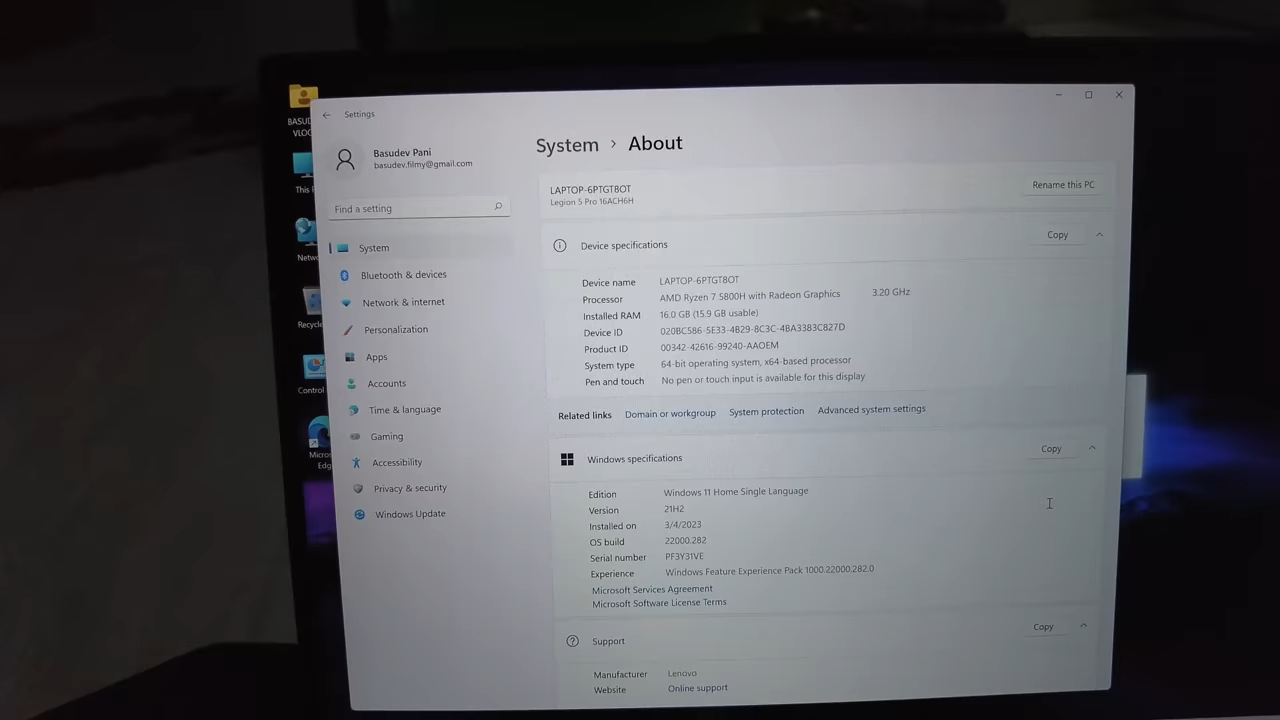 Settings
BASUD
VLO
Basudev Pani
basudev.filmy@gmail.com
System > About
This
LAPTOP-6PTGT8OT
Legion 5 Pro 16ACH6H
Rename this PC
Find a setting
Device specifications
Copy
System
Netwo
Bluetooth & devices
Device name LAPTOP-6PTGT8OT
Processor AMD Ryzen 7 5800H with Radeon Graphics 3.20 GHz
Network & internet
Installed RAM 16.0 GB (15.9 GB usable)
Recycle
Personalization
Device ID 020BC586-5E33-4B29-8C3C-4BA3383C827D
Product ID 00342-42616-99240-AAOEM
Apps
System type 64-bit operating system, x64-based processor
Control
Accounts
Pen and touch No pen or touch input is available for this display
Time & language
Related links Domain or workgroup System protection Advanced system settings
Gaming
Micros
Edg
Accessibility
Windows specifications
Copy
Privacy & security
Edition Windows 11 Home Single Language
Windows Update
Version 21H2
Installed on 3/4/2023
OS build 22000.282
Serial number PF3Y31VE
Experience Windows Feature Experience Pack 1000.22000.282.0
Microsoft Services Agreement
Microsoft Software License Terms
Support
Copy
Manufacturer Lenovo
Website Online support